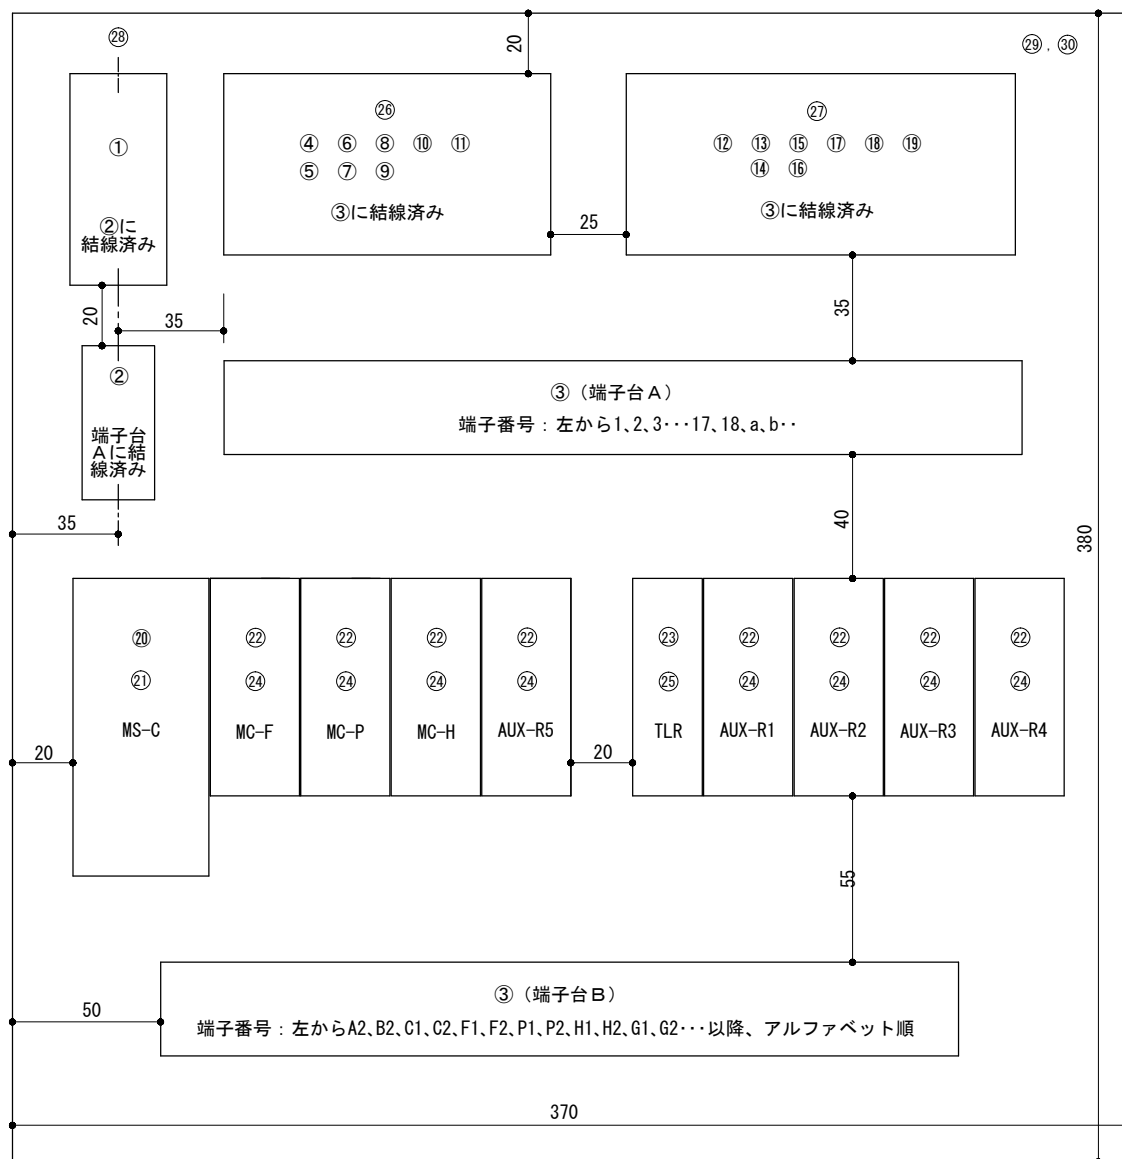 ㉘
20
㉙．㉚
①
②に
結線済み
㉖
④ ⑥ ⑧ ⑩ ⑪
⑤ ⑦ ⑨
③に結線済み
25
㉗
⑫ ⑬ ⑮ ⑰ ⑱ ⑲
⑭ ⑯
③に結線済み
20
35
35
②
端子台
Aに結
線済み
③（端子台A）
端子番号：左から1、2、3・・・17、18、a、b・・
35
40
380
⑳
㉑
MS-C
㉒
㉔
MC-F
㉒
㉔
MC-P
㉒
㉔
MC-H
㉒
㉔
AUX-R5
㉓
㉕
TLR
㉒
㉔
AUX-R1
㉒
㉔
AUX-R2
㉒
㉔
AUX-R3
㉒
㉔
AUX-R4
20
20
55
50
③（端子台B）
端子番号：左からA2、B2、C1、C2、F1、F2、P1、P2、H1、H2、G1、G2・・・以降、アルファベット順
370